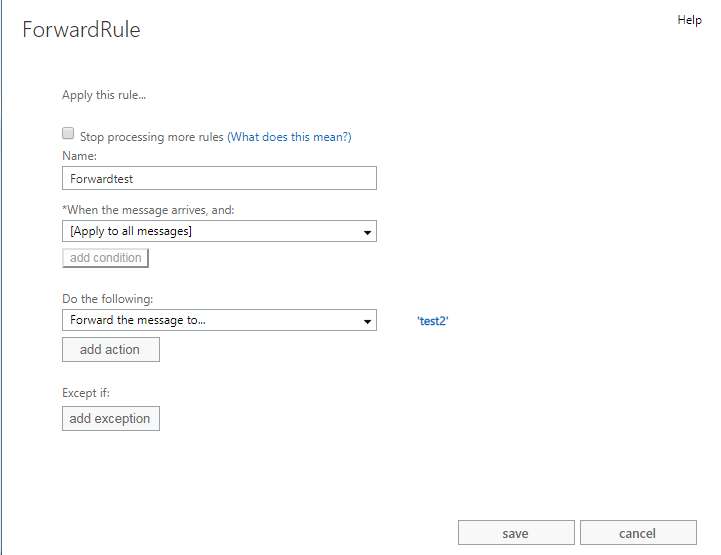 ForwardRule
Help
Apply this rule...
Stop processing more rules (What does this mean?)
Name:
Forwardtest
*When the message arrives, and:
[Apply to all messages]
add condition
Do the following:
Forward the message to...
'test2'
add action
Except if:
add exception
save
cancel